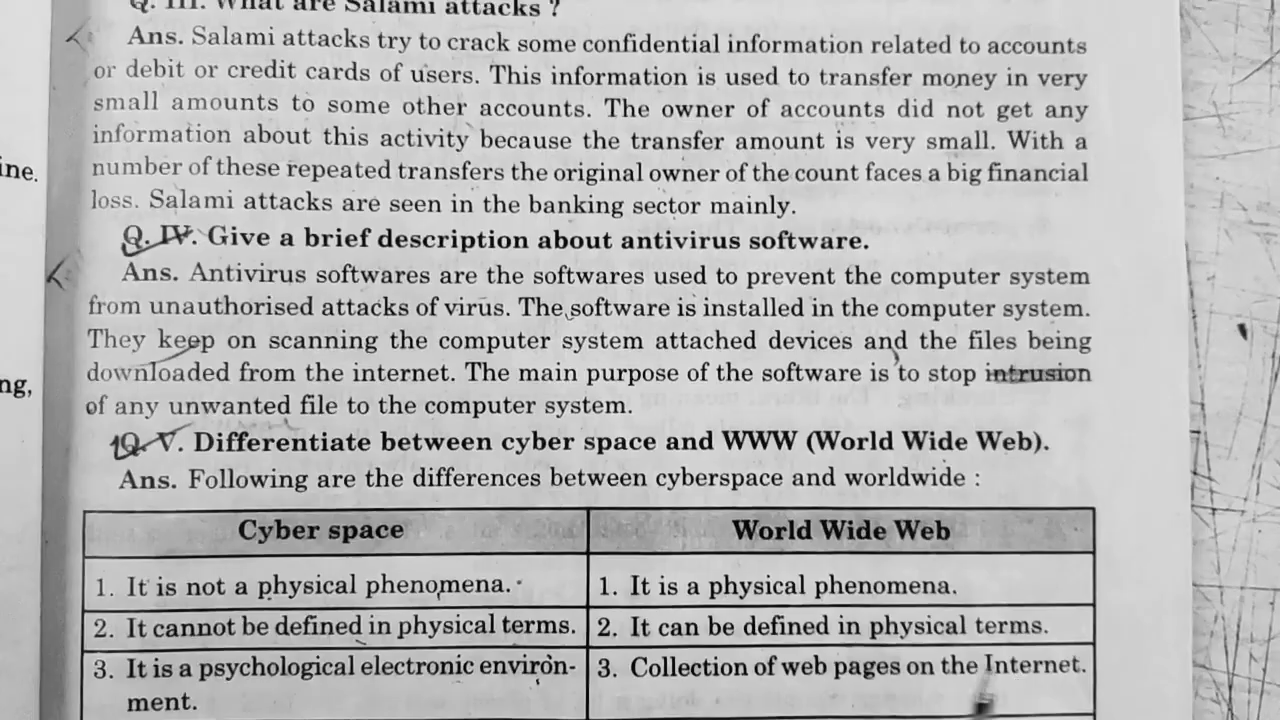 Q. III. What are Salami attacks ?
Ans. Salami attacks try to crack some confidential information related to accounts
or debit or credit cards of users. This information is used to transfer money in very
small amounts to some other accounts. The owner of accounts did not get any
information about this activity because the transfer amount is very small. With a
ine.
number of these repeated transfers the original owner of the count faces a big financial
loss. Salami attacks are seen in the banking sector mainly.
Q. IV. Give a brief description about antivirus software.
Ans. Antivirus softwares are the softwares used to prevent the computer system
from unauthorised attacks of virus. The software is installed in the computer system.
They keep on scanning the computer system attached devices and the files being
ng,
downloaded from the internet. The main purpose of the software is to stop intrusion
of any unwanted file to the computer system.
Q. V. Differentiate between cyber space and WWW (World Wide Web).
Ans. Following are the differences between cyberspace and worldwide :
Cyber space
World Wide Web
1. It is not a physical phenomena.
1. It is a physical phenomena.
2. It cannot be defined in physical terms.
2. It can be defined in physical terms.
3. It is a psychological electronic environ-
ment.
3. Collection of web pages on the Internet.